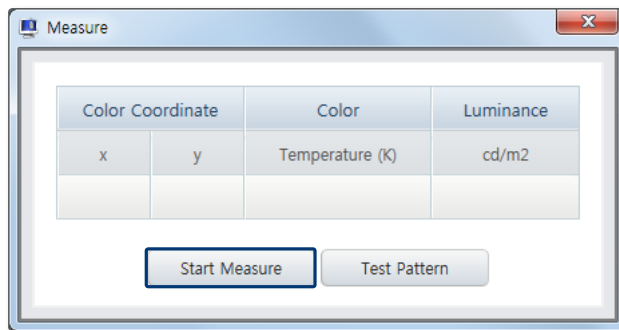 Measure
Color Coordinate Color Luminance
x y Temperature (K) cd/m2
Start Measure Test Pattern